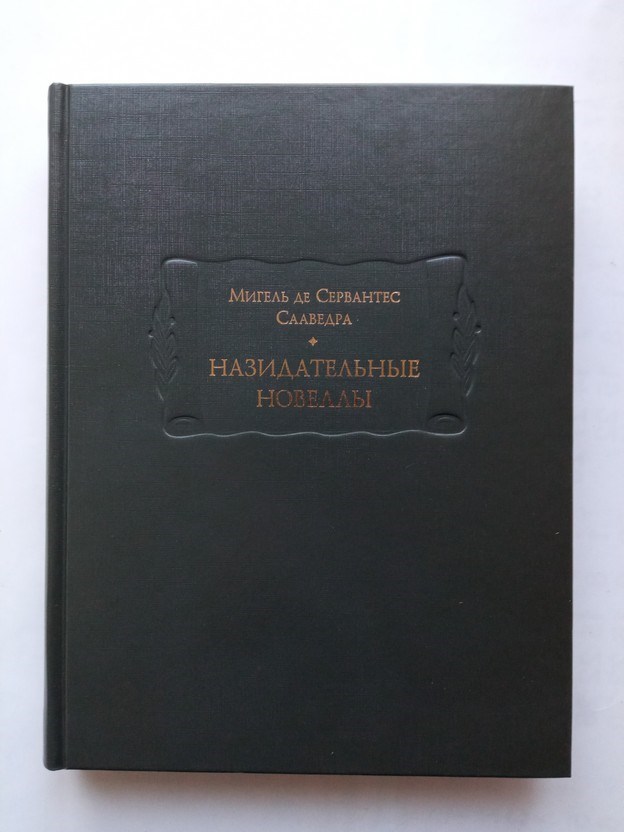 Мигель де Сервантес
Сааведра
НАЗИДАТЕЛЬНЫЕ
НОВЕЛЛЫ